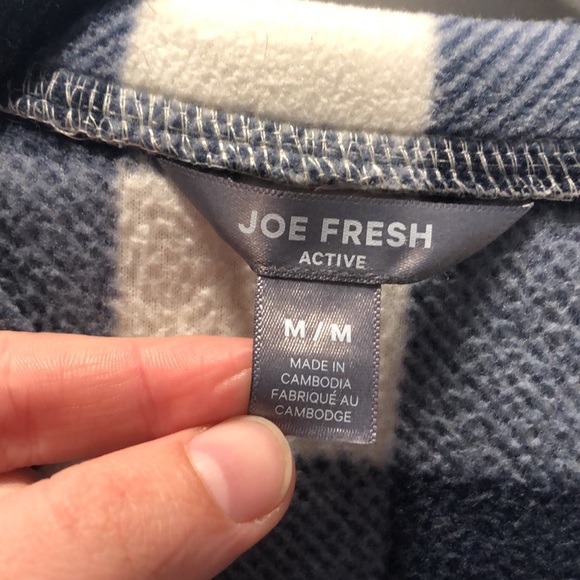 JOE FRESH
ACTIVE
M/M
MADE IN
CAMBODIA
FABRIQUÉ AU
CAMBODGE